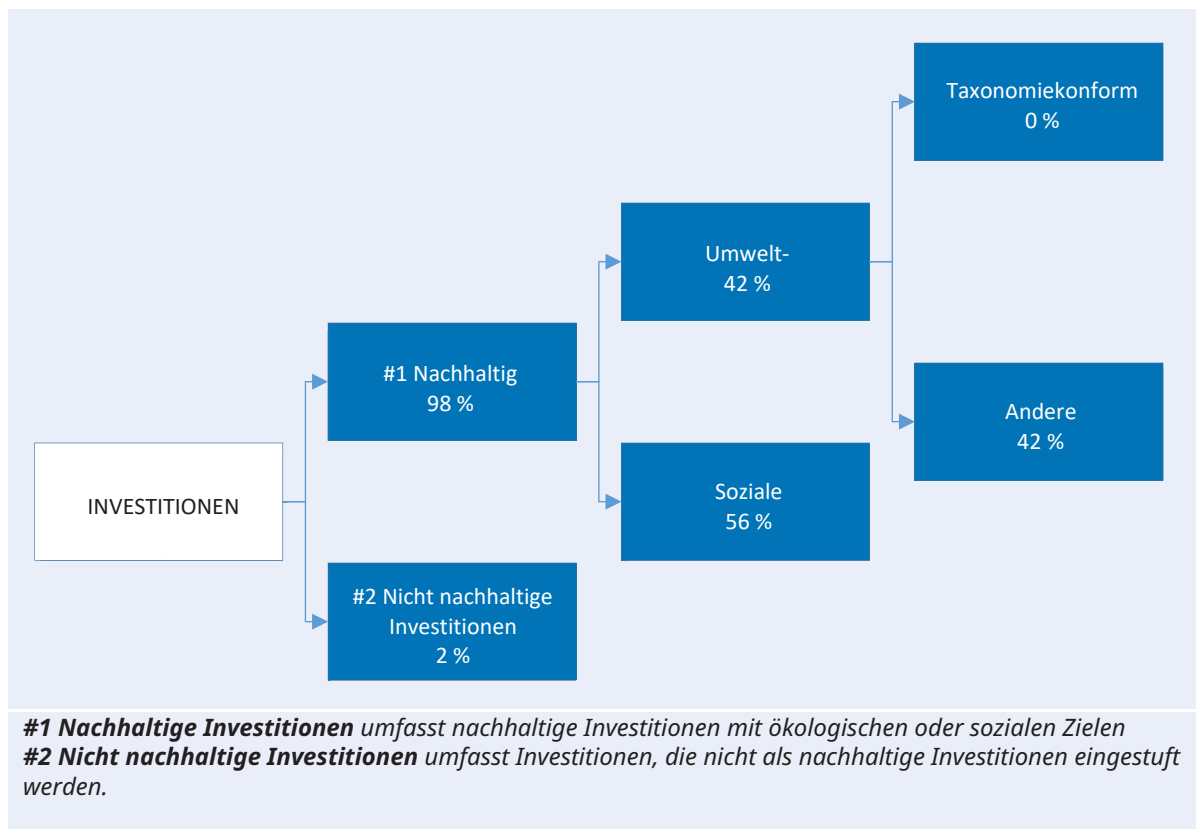 Taxonomiekonform
0 %
Umwelt-
42 %
#1 Nachhaltig
98 %
Andere
42 %
INVESTITIONEN
Soziale
56 %
#2 Nicht nachhaltige
Investitionen
2 %
#1 Nachhaltige Investitionen umfasst nachhaltige Investitionen mit ökologischen oder sozialen Zielen
#2 Nicht nachhaltige Investitionen umfasst Investitionen, die nicht als nachhaltige Investitionen eingestuft
werden.